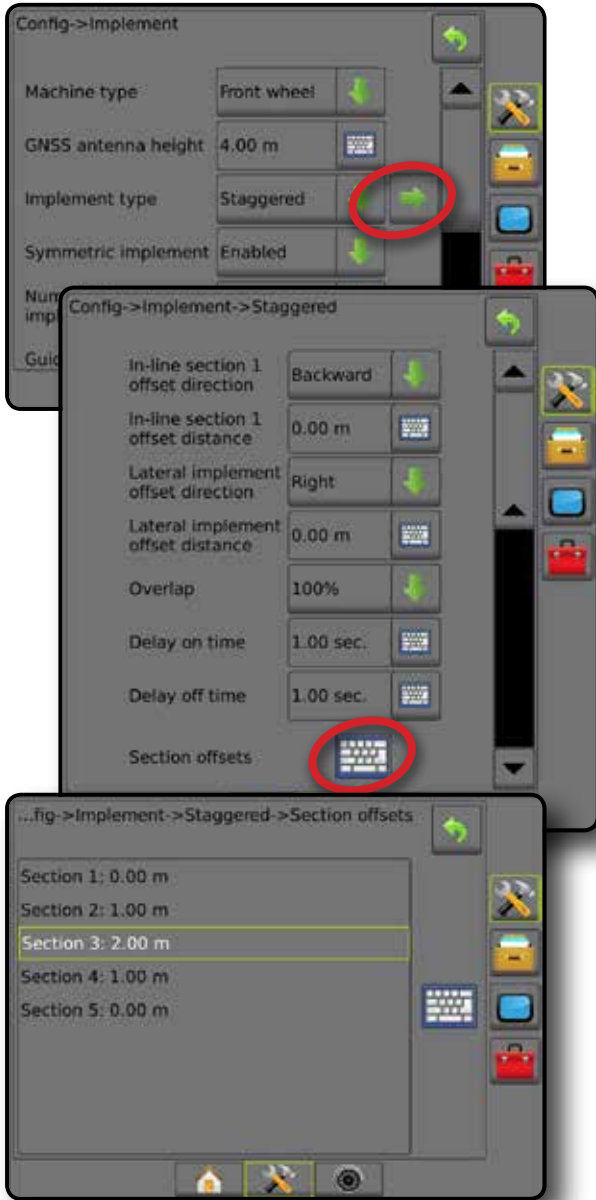 Config->Implement
Machine type Front wheel
GNSS antenna height 4.00 m
Implement type Staggered
Symmetric implement Enabled
Num
impl
Guid
Config->Implement->Staggered
In-line section 1
offset direction Backward
In-line section 1
offset distance 0.00 m
Lateral implement
offset direction Right
Lateral implement
offset distance 0.00 m
Overlap 100%
Delay on time 1.00 sec.
Delay off time 1.00 sec.
Section offsets
...fig->Implement->Staggered->Section offsets
Section 1: 0.00 m
Section 2: 1.00 m
Section 3: 2.00 m
Section 4: 1.00 m
Section 5: 0.00 m